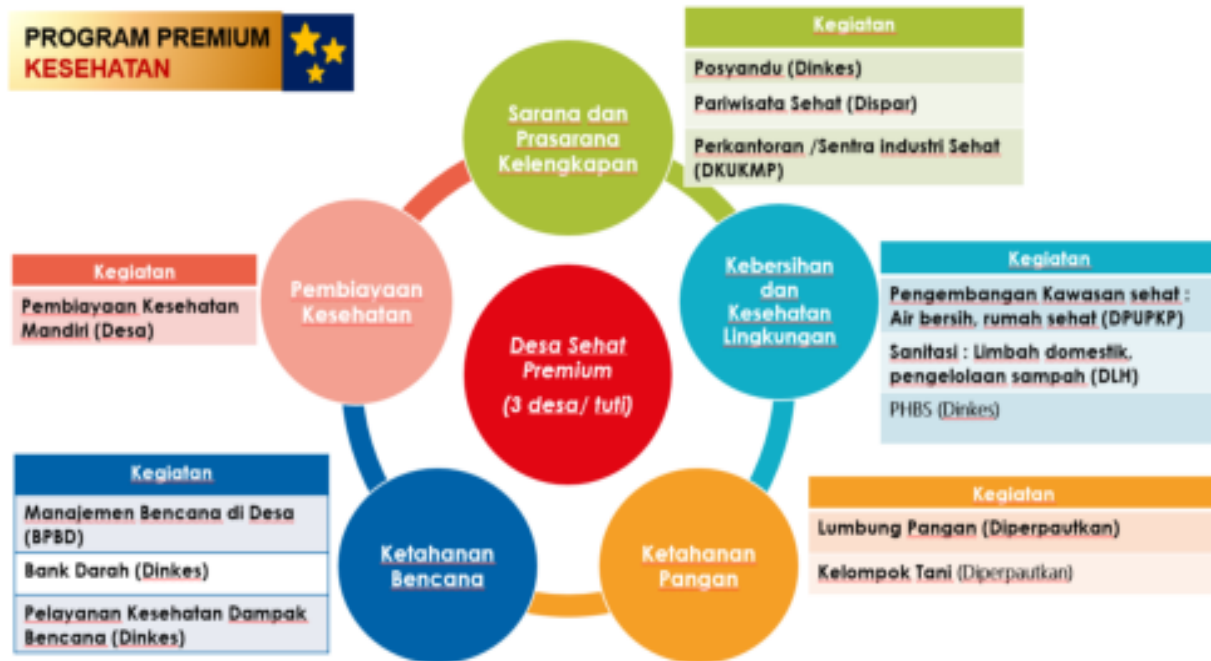 PROGRAM PREMIUM
KESEHATAN
Sarana dan
Prasarana
Kelengkapan
Kegiatan
Posyandu (Dinkes)
Pariwisata Sehat (Dispar)
Perkantoran /Sentra industri Sehat
(DKUKMP)
Pembiayaan
Kesehatan
Kegiatan
Pembiayaan Kesehatan
Mandiri (Desa)
Desa Sehat
Premium
(3 desa/ tuti)
Kebersihan
dan
Kesehatan
Lingkungan
Kegiatan
Pengembangan Kawasan sehat :
Air bersih, rumah sehat (DPUPKP)
Sanitasi : Limbah domestik,
pengelolaan sampah (DLH)
PHBS (Dinkes)
Ketahanan
Bencana
Kegiatan
Manajemen Bencana di Desa
(BPBD)
Bank Darah (Dinkes)
Pelayanan Kesehatan Dampak
Bencana (Dinkes)
Ketahanan
Pangan
Kegiatan
Lumbung Pangan (Diperpautkan)
Kelompok Tani (Diperpautkan)